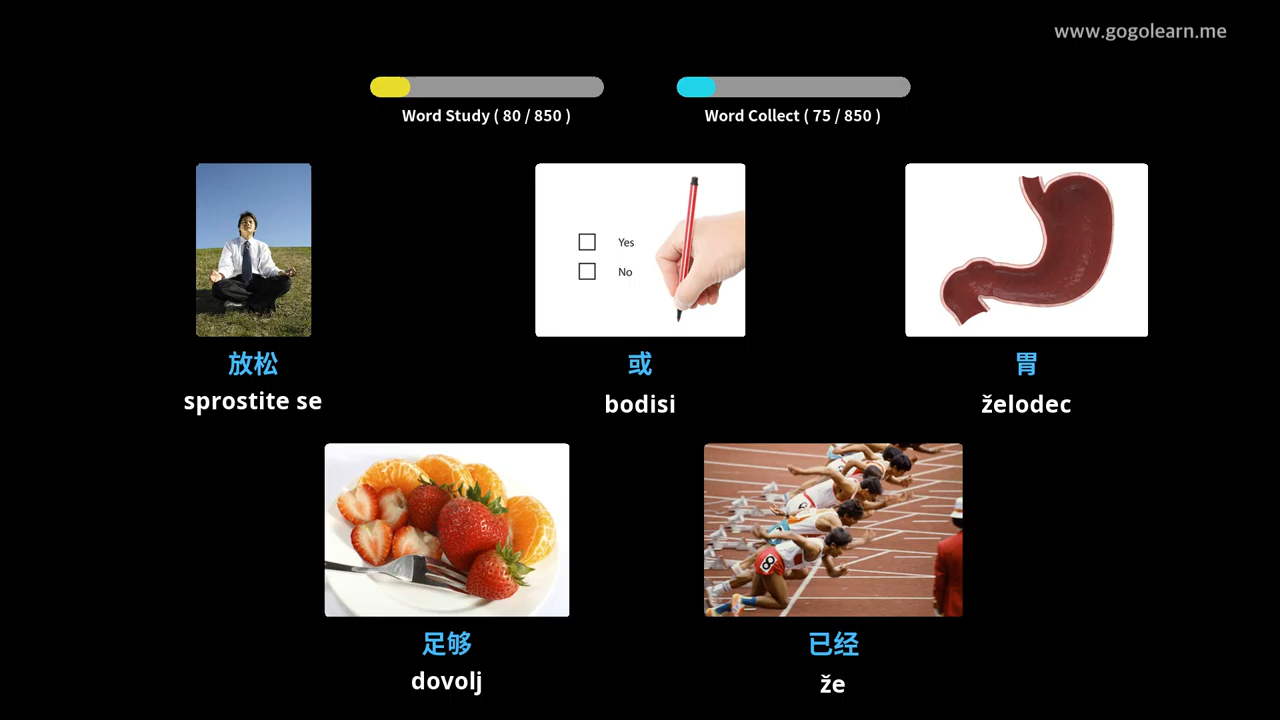 www.gogolearn.me
Word Study ( 80 / 850 )
Word Collect ( 75 / 850 )
Yes
No
放松
或
胃
sprostite se
bodisi
želodec
8
足够
已经
dovolj
že